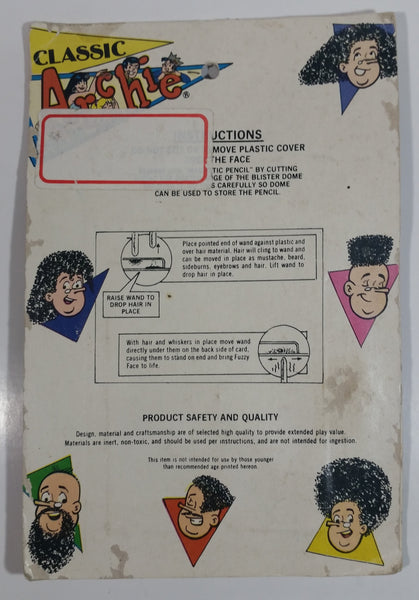 CLASSIC
Archie®
UCTIONS
MOVE PLASTIC COVER
THE FACE
TIC PENCIL" BY CUTTING
GE OF THE BLISTER DOME
S CAREFULLY SO DOME
CAN BE USED TO STORE THE PENCIL.
Place pointed end of wand against plastic and
over hair material. Hair will cling to wand and
can be moved in place as mustache, beard,
sideburns, eyebrows and hair. Lift wand to
drop hair in place.
RAISE WAND TO
DROP HAIR IN
PLACE
With hair and whiskers in place move wand
directly under them on the back side of card,
causing them to stand on end and bring Fuzzy
Face to life.
PRODUCT SAFETY AND QUALITY
Design, material and craftsmanship are of selected high quality to provide extended play value.
Materials are inert, non-toxic, and should be used per instructions, and are not intended for ingestion.
This item is not intended for use by those younger
than recommended age printed hereon.